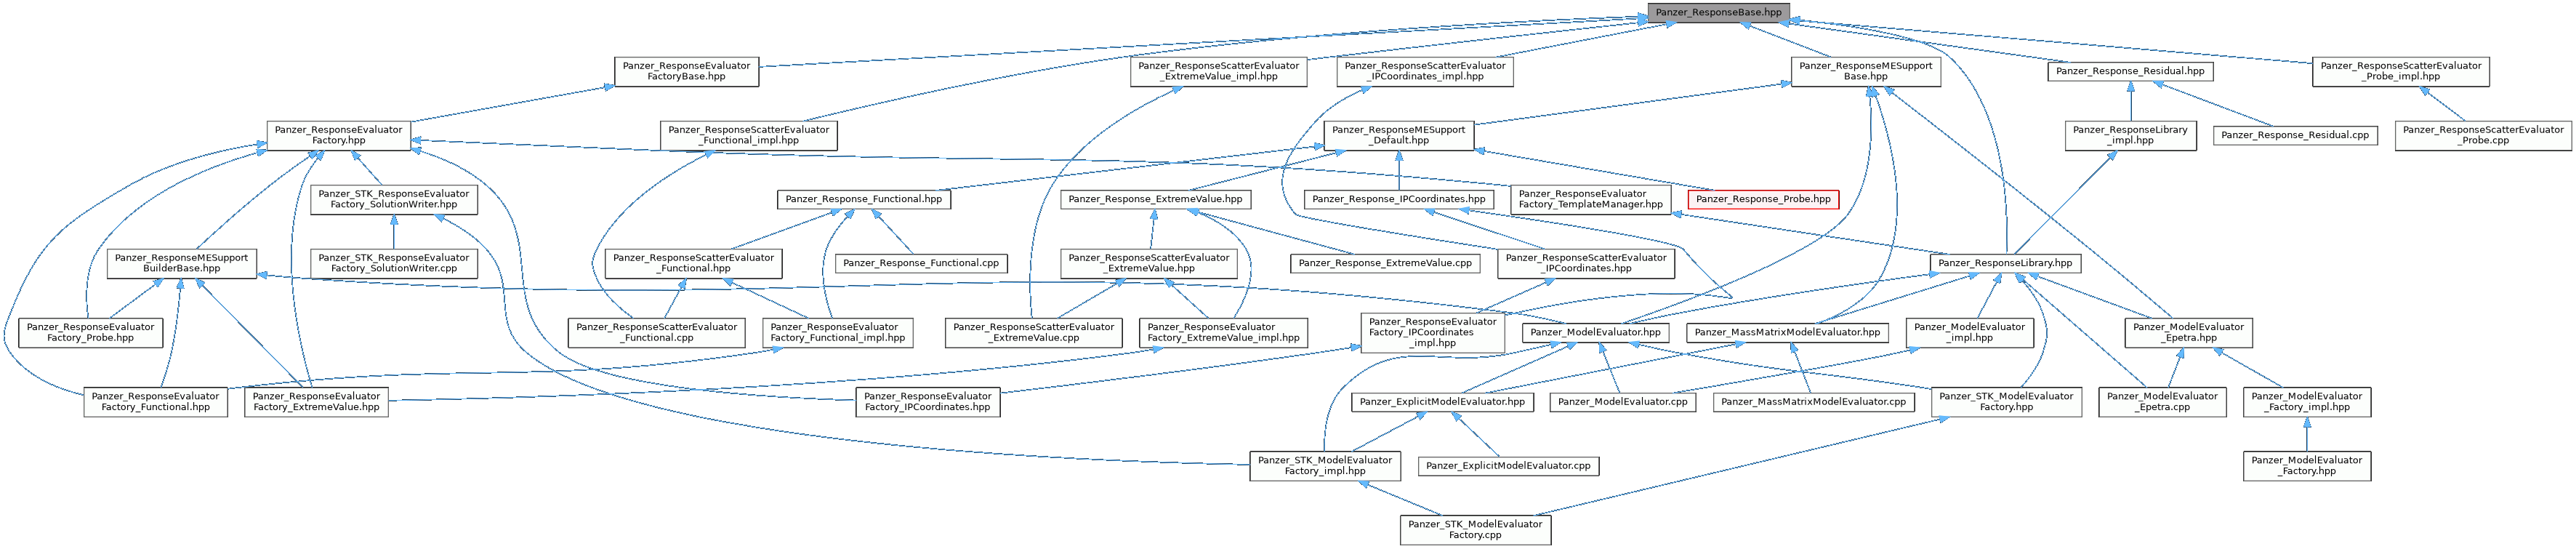 Panzer_ResponseBase.hpp
Panzer_ResponseEvaluator
FactoryBase.hpp
Panzer_ResponseScatterEvaluator
_ExtremeValue_impl.hpp
Panzer_ResponseScatterEvaluator
_IPCoordinates_impl.hpp
Panzer_ResponseMESupport
Base.hpp
Panzer_Response_Residual.hpp
Panzer_ResponseScatterEvaluator
_Probe_impl.hpp
Panzer_ResponseEvaluator
Factory.hpp
Panzer_ResponseScatterEvaluator
_Functional_impl.hpp
Panzer_ResponseMESupport
_Default.hpp
Panzer_ResponseLibrary
_impl.hpp
Panzer_Response_Residual.cpp
Panzer_ResponseScatterEvaluator
_Probe.cpp
Panzer_STK_ResponseEvaluator
Factory_SolutionWriter.hpp
Panzer_Response_Functional.hpp
Panzer_Response_ExtremeValue.hpp
Panzer_Response_IPCoordinates.hpp
Panzer_ResponseEvaluator
Factory_TemplateManager.hpp
Panzer_Response_Probe.hpp
Panzer_ResponseMESupport
BuilderBase.hpp
Panzer_STK_ResponseEvaluator
Factory_SolutionWriter.cpp
Panzer_ResponseScatterEvaluator
_Functional.hpp
Panzer_Response_Functional.cpp
Panzer_ResponseScatterEvaluator
_ExtremeValue.hpp
Panzer_Response_ExtremeValue.cpp
Panzer_ResponseScatterEvaluator
_IPCoordinates.hpp
Panzer_ResponseLibrary.hpp
Panzer_ResponseEvaluator
Factory_Probe.hpp
Panzer_ResponseScatterEvaluator
_Functional.cpp
Panzer_ResponseEvaluator
Factory_Functional_impl.hpp
Panzer_ResponseScatterEvaluator
_ExtremeValue.cpp
Panzer_ResponseEvaluator
Factory_ExtremeValue_impl.hpp
Panzer_ResponseEvaluator
Factory_IPCoordinates
_impl.hpp
Panzer_ModelEvaluator.hpp
Panzer_MassMatrixModelEvaluator.hpp
Panzer_ModelEvaluator
_impl.hpp
Panzer_ModelEvaluator
_Epetra.hpp
Panzer_ResponseEvaluator
Factory_Functional.hpp
Panzer_ResponseEvaluator
Factory_ExtremeValue.hpp
Panzer_ResponseEvaluator
Factory_IPCoordinates.hpp
Panzer_ExplicitModelEvaluator.hpp
Panzer_ModelEvaluator.cpp
Panzer_MassMatrixModelEvaluator.cpp
Panzer_STK_ModelEvaluator
Factory.hpp
Panzer_ModelEvaluator
_Epetra.cpp
Panzer_ModelEvaluator
_Factory_impl.hpp
Panzer_STK_ModelEvaluator
Factory_impl.hpp
Panzer_ExplicitModelEvaluator.cpp
Panzer_ModelEvaluator
_Factory.hpp
Panzer_STK_ModelEvaluator
Factory.cpp